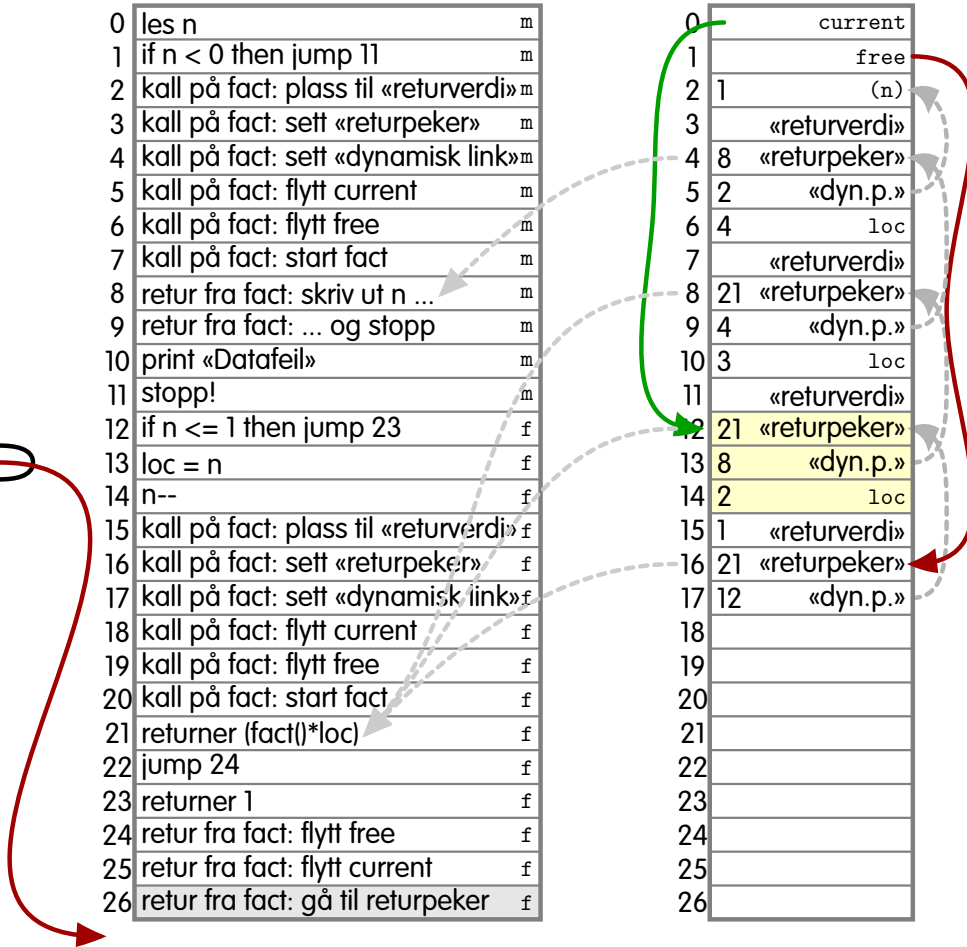 0 les n m
1 if n < 0 then jump 11 m
2 kall på fact: plass til «returverdi» m
3 kall på fact: sett «returpeker» m
4 kall på fact: sett «dynamisk link» m
5 kall på fact: flytt current m
6 kall på fact: flytt free m
7 kall på fact: start fact m
8 retur fra fact: skriv ut n ... m
9 retur fra fact: ... og stopp m
10 print «Datafeil» m
11 stopp! m
12 if n <= 1 then jump 23 f
13 loc = n f
14 n-- f
15 kall på fact: plass til «returverdi» f
16 kall på fact: sett «returpeker» f
17 kall på fact: sett «dynamisk link» f
18 kall på fact: flytt current f
19 kall på fact: flytt free f
20 kall på fact: start fact f
21 returner (fact()*loc) f
22 jump 24 f
23 returner 1 f
24 retur fra fact: flytt free f
25 retur fra fact: flytt current f
26 retur fra fact: gå til returpeker f
0 current
1 free
2 1 (n)
3 «returverdi»
4 8 «returpeker»
5 2 «dyn.p.»
6 4 loc
7 «returverdi»
8 21 «returpeker»
9 4 «dyn.p.»
10 3 loc
11 «returverdi»
12 21 «returpeker»
13 8 «dyn.p.»
14 2 loc
15 1 «returverdi»
16 21 «returpeker»
17 12 «dyn.p.»
18
19
20
21
22
23
24
25
26